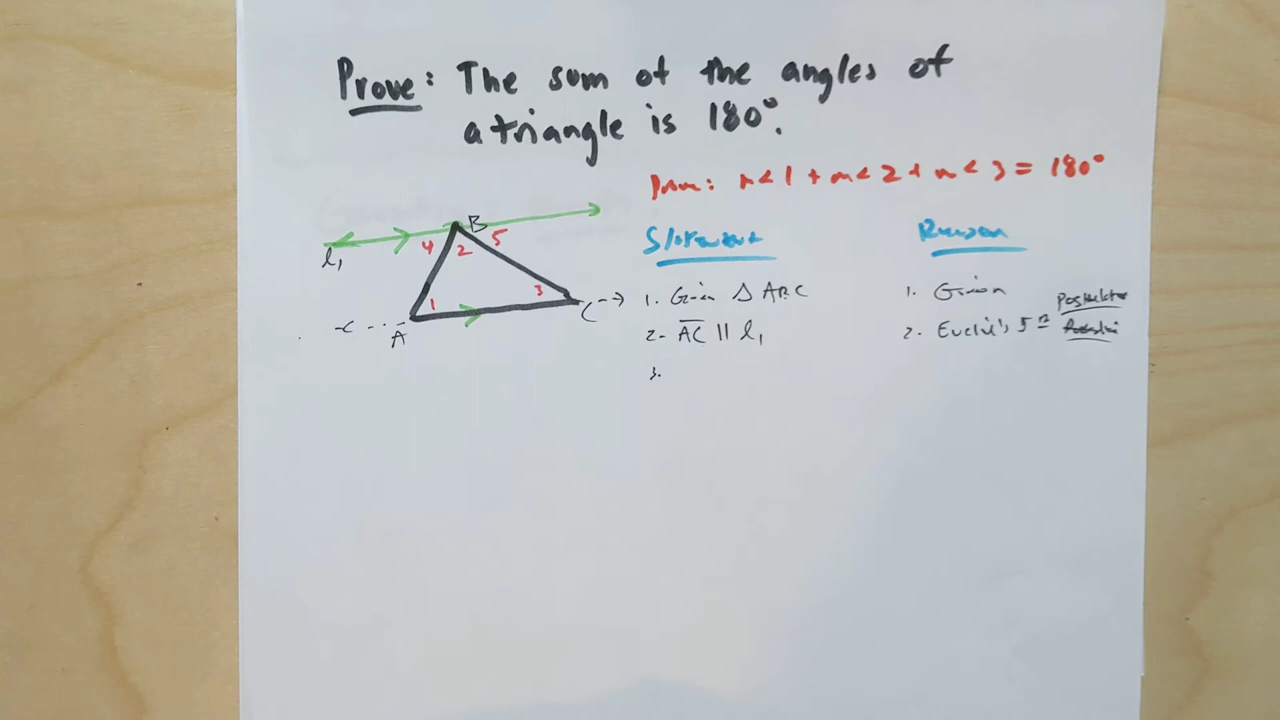 Prove: The sum of the angles of
a triangle is 180°.
Prove: m<1 + m<2 + m<3 = 180°
Statement Reason
l₁ 4 2 5 B
1 3
A C
1. Given Δ ABC 1. Given
2. AC || l₁ 2. Euclid's 5th Postulate
3.